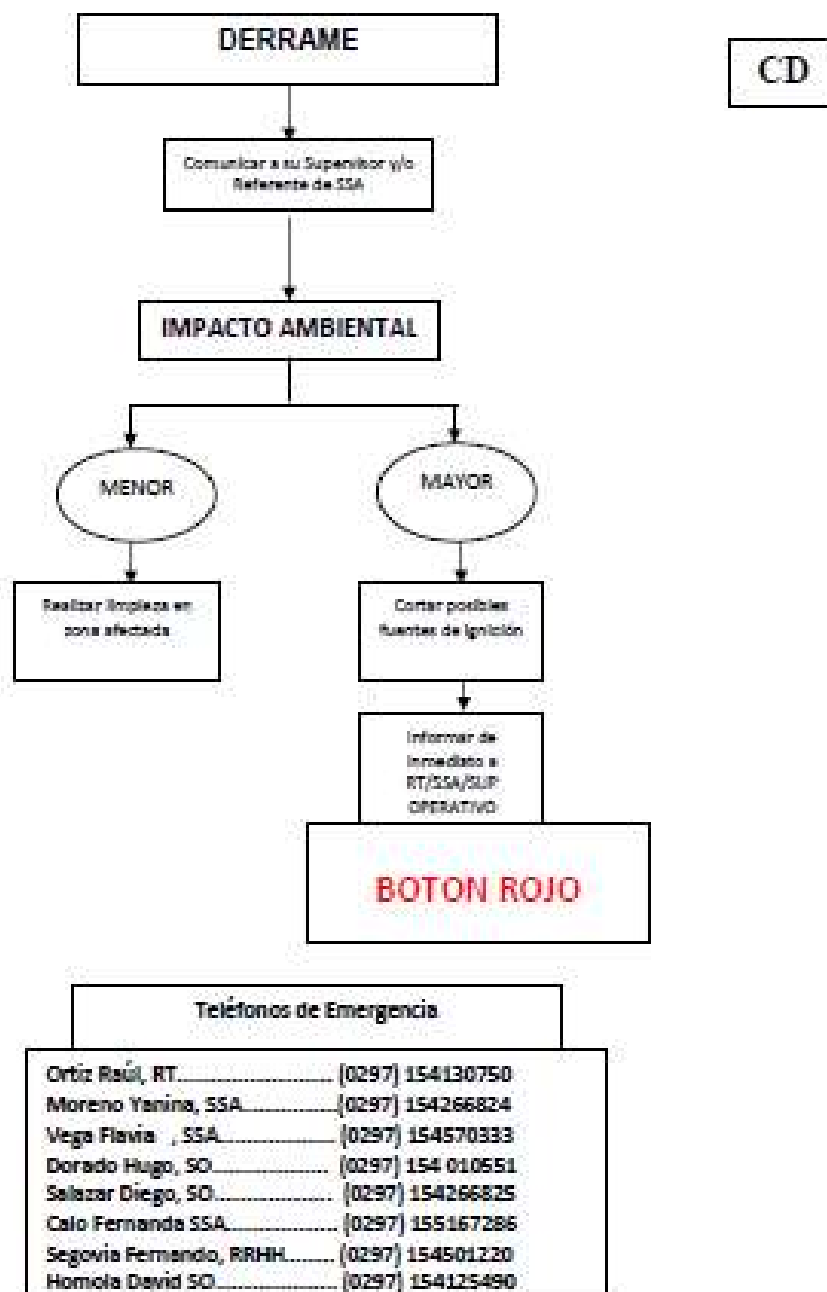 DERRAME
CD
Comunicar a su Supervisor y/o
Referente de SSA
IMPACTO AMBIENTAL
MENOR
MAYOR
Realizar limpieza en
zona afectada
Cortar posibles
fuentes de ignición
Informar de
inmediato a
RT/SSA/SUP
OPERATIVO
BOTON ROJO
Teléfonos de Emergencia
Ortiz Raúl, RT.......................... (0297) 154130750
Moreno Yanina, SSA................(0297) 154266824
Vega Flavia , SSA.................... (0297) 154570333
Dorado Hugo, SO................... (0297) 154 010551
Salazar Diego, SO.................... (0297) 154266825
Calo Fernanda SSA................... (0297) 155167286
Segovia Fernando, RRHH......... (0297) 154501220
Homola David SO.................... (0297) 154125490